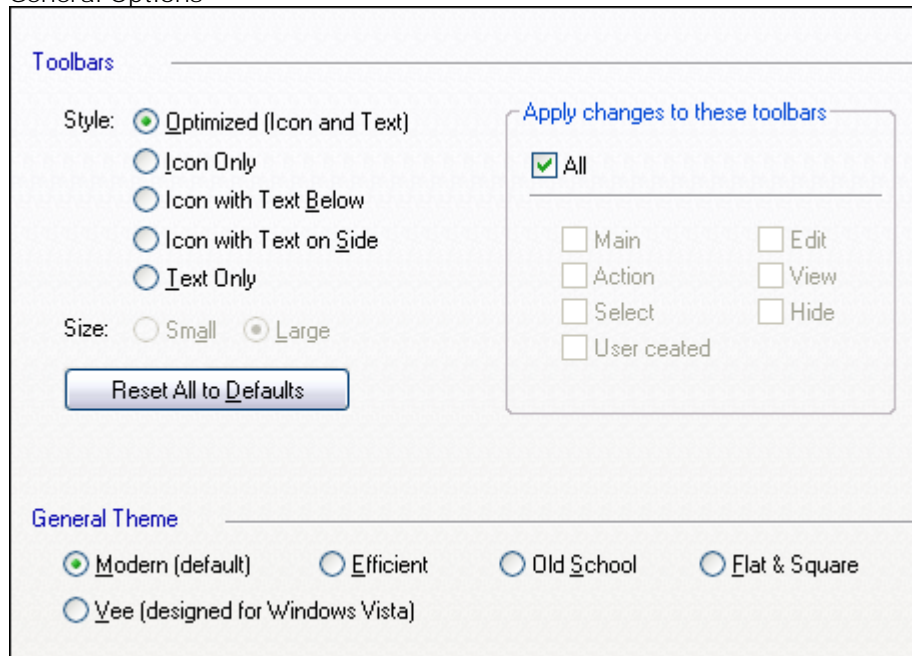 General Options
Toolbars
Style: Optimized (Icon and Text)
Icon Only
Icon with Text Below
Icon with Text on Side
Text Only
Size: Small Large
Reset All to Defaults
Apply changes to these toolbars
All
Main Edit
Action View
Select Hide
User ceated
General Theme
Modern (default) Efficient Old School Flat & Square
Vee (designed for Windows Vista)